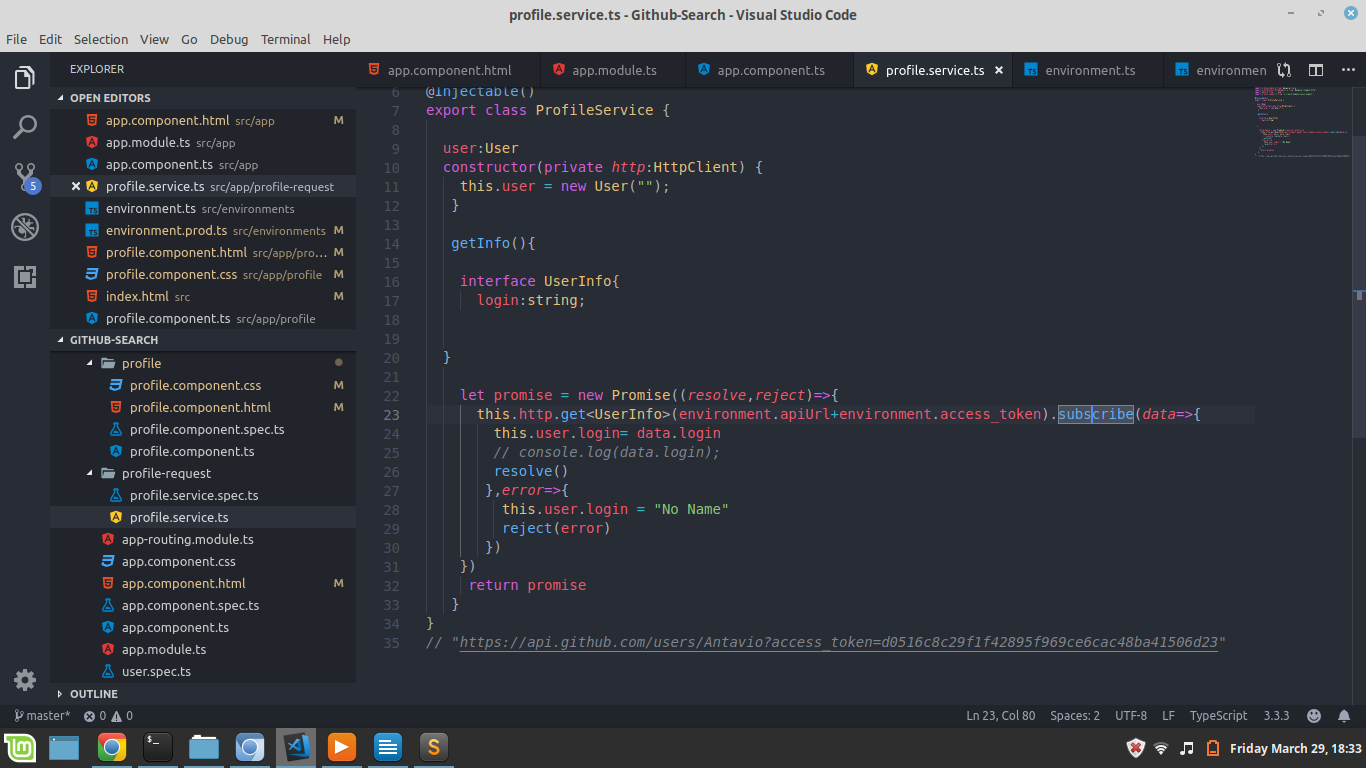 profile.service.ts - Github-Search - Visual Studio Code
File Edit Selection View Go Debug Terminal Help
EXPLORER
OPEN EDITORS
app.component.html src/app M
app.module.ts src/app
app.component.ts src/app
profile.service.ts src/app/profile-request
environment.ts src/environments
environment.prod.ts src/environments M
profile.component.html src/app/pro... M
profile.component.css src/app/profile M
index.html src M
profile.component.ts src/app/profile
GITHUB-SEARCH
profile
profile.component.css M
profile.component.html M
profile.component.spec.ts
profile.component.ts
profile-request
profile.service.spec.ts
profile.service.ts
app-routing.module.ts
app.component.css
app.component.html M
app.component.spec.ts
app.component.ts
app.module.ts
user.spec.ts
OUTLINE
app.component.html app.module.ts app.component.ts profile.service.ts environment.ts environmen
6 @Injectable()
7 export class ProfileService {
8
9 user:User
10 constructor(private http:HttpClient) {
11 this.user = new User("");
12 }
13
14 getInfo(){
15
16 interface UserInfo{
17 login:string;
18
19
20 }
21
22 let promise = new Promise((resolve,reject)=>{
23 this.http.get<UserInfo>(environment.apiUrl+environment.access_token).subscribe(data=>{
24 this.user.login= data.login
25 // console.log(data.login);
26 resolve()
27 },error=>{
28 this.user.login = "No Name"
29 reject(error)
30 })
31 })
32 return promise
33 }
34 }
35 // "https://api.github.com/users/Antavio?access_token=d0516c8c29f1f42895f969ce6cac48ba41506d23"
5
master* 0 0 Ln 23, Col 80 Spaces: 2 UTF-8 LF TypeScript 3.3.3
Friday March 29, 18:33